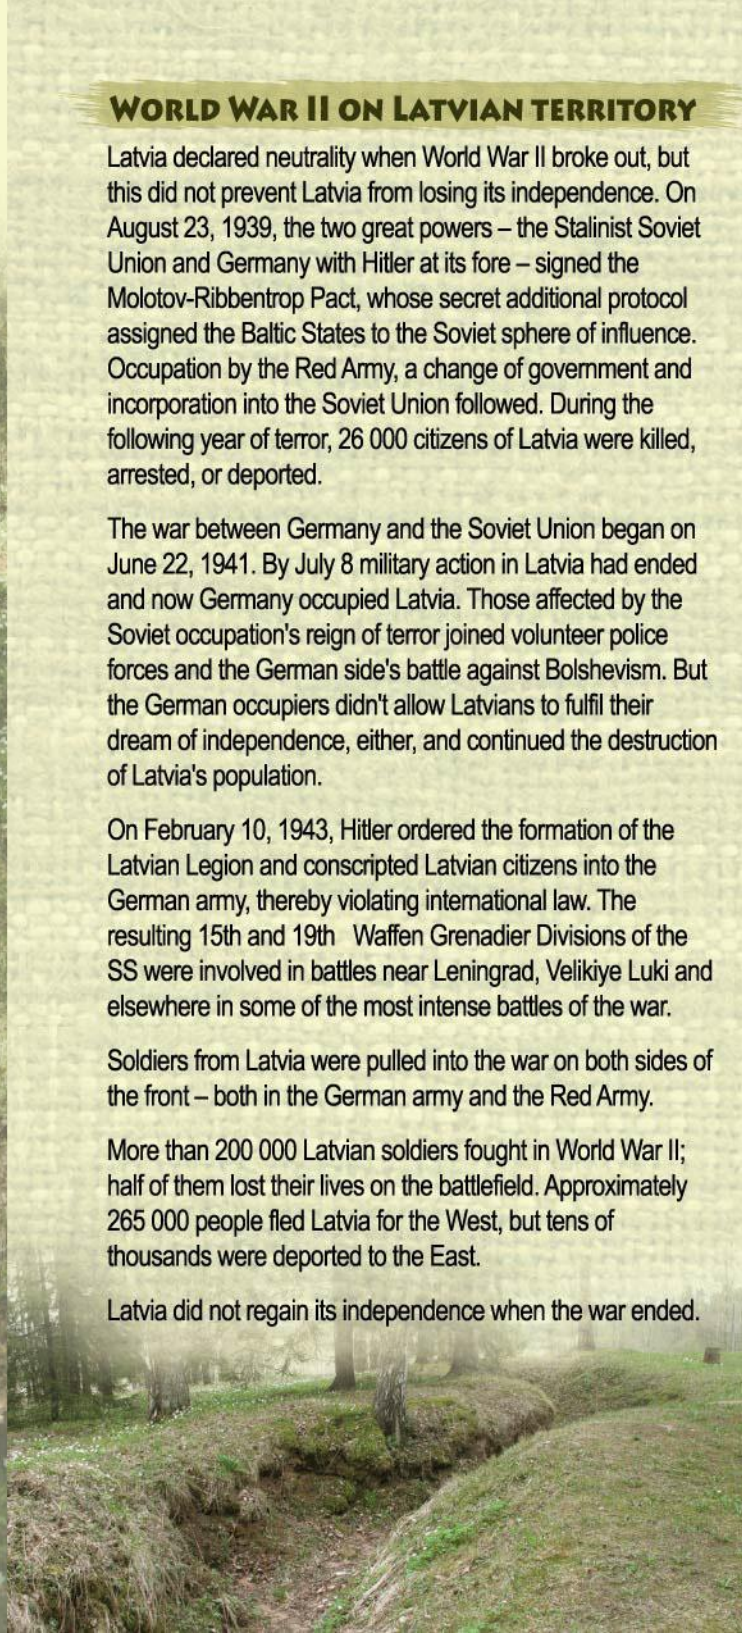 WORLD WAR II ON LATVIAN TERRITORY
Latvia declared neutrality when World War II broke out, but
this did not prevent Latvia from losing its independence. On
August 23, 1939, the two great powers – the Stalinist Soviet
Union and Germany with Hitler at its fore – signed the
Molotov-Ribbentrop Pact, whose secret additional protocol
assigned the Baltic States to the Soviet sphere of influence.
Occupation by the Red Army, a change of government and
incorporation into the Soviet Union followed. During the
following year of terror, 26 000 citizens of Latvia were killed,
arrested, or deported.
The war between Germany and the Soviet Union began on
June 22, 1941. By July 8 military action in Latvia had ended
and now Germany occupied Latvia. Those affected by the
Soviet occupation's reign of terror joined volunteer police
forces and the German side's battle against Bolshevism. But
the German occupiers didn't allow Latvians to fulfil their
dream of independence, either, and continued the destruction
of Latvia's population.
On February 10, 1943, Hitler ordered the formation of the
Latvian Legion and conscripted Latvian citizens into the
German army, thereby violating international law. The
resulting 15th and 19th Waffen Grenadier Divisions of the
SS were involved in battles near Leningrad, Velikiye Luki and
elsewhere in some of the most intense battles of the war.
Soldiers from Latvia were pulled into the war on both sides of
the front – both in the German army and the Red Army.
More than 200 000 Latvian soldiers fought in World War II;
half of them lost their lives on the battlefield. Approximately
265 000 people fled Latvia for the West, but tens of
thousands were deported to the East.
Latvia did not regain its independence when the war ended.